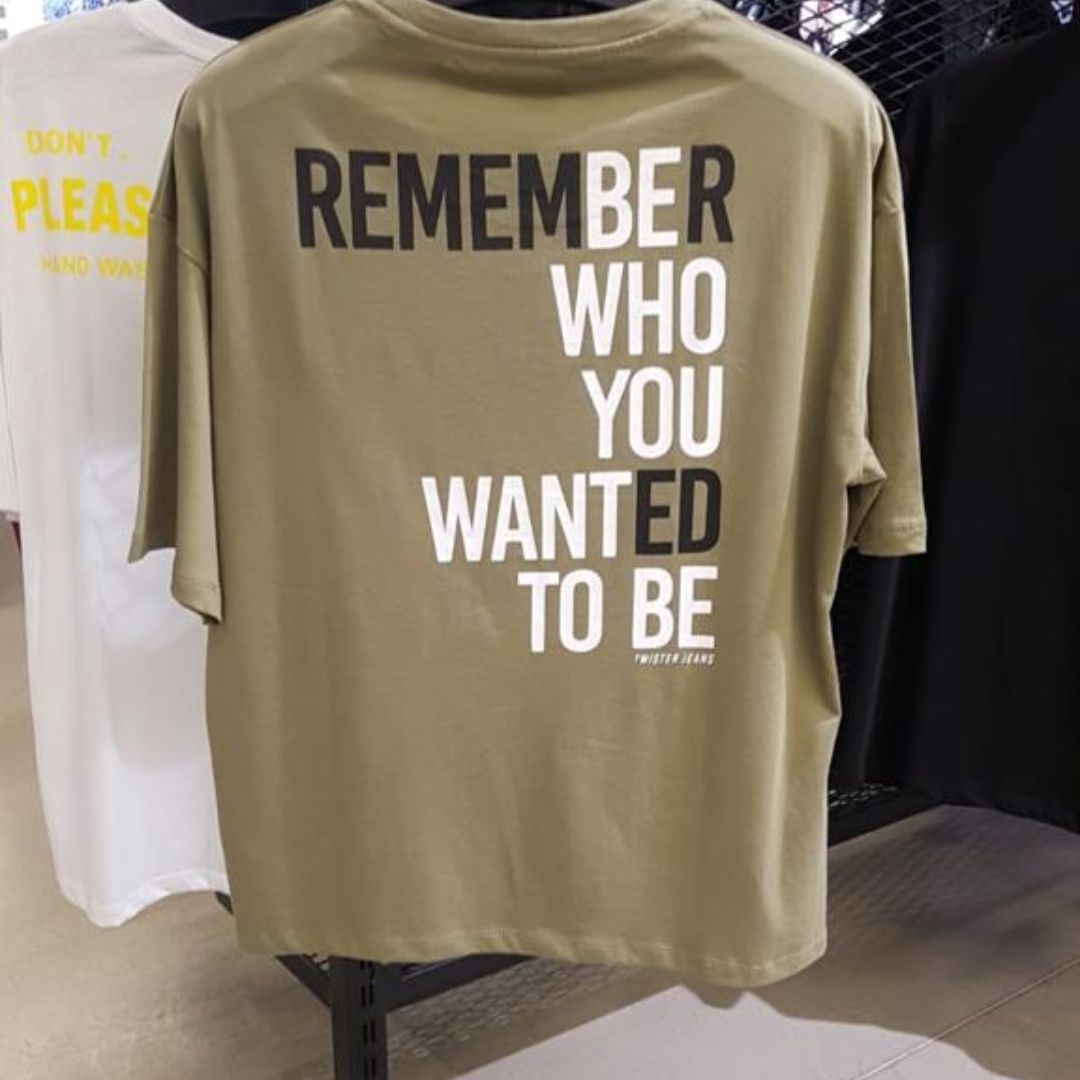 DON'T.
PLEAS
HAND WAS
REMEMBER
WHO
YOU
WANTED
TO BE
TWISTER JEANS